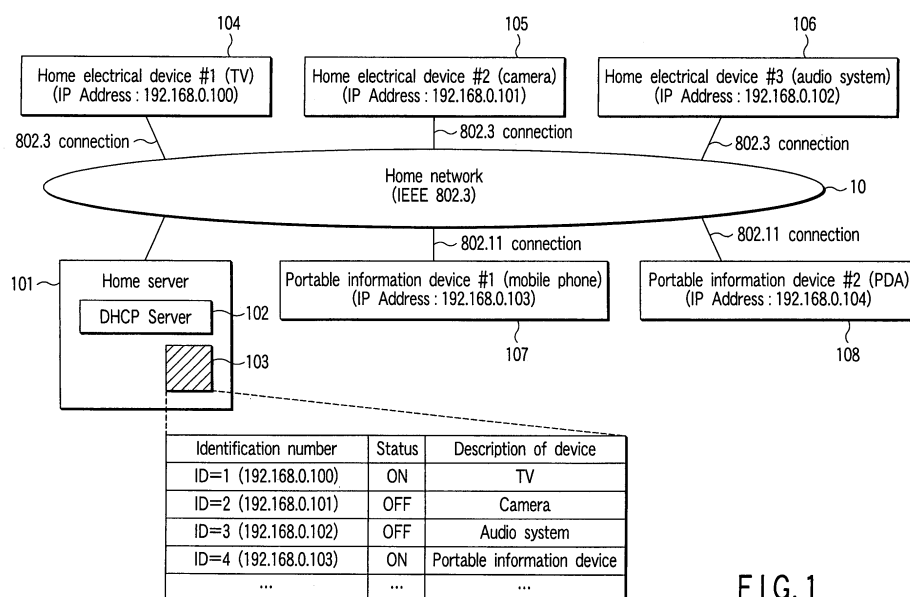 104
105
106
Home electrical device #1 (TV)
(IP Address : 192.168.0.100)
Home electrical device #2 (camera)
(IP Address : 192.168.0.101)
Home electrical device #3 (audio system)
(IP Address : 192.168.0.102)
802.3 connection
802.3 connection
802.3 connection
Home network
(IEEE 802.3)
10
802.11 connection
802.11 connection
101
Home server
DHCP Server
102
103
Portable information device #1 (mobile phone)
(IP Address : 192.168.0.103)
Portable information device #2 (PDA)
(IP Address : 192.168.0.104)
107
108
Identification number Status Description of device
ID=1 (192.168.0.100) ON TV
ID=2 (192.168.0.101) OFF Camera
ID=3 (192.168.0.102) OFF Audio system
ID=4 (192.168.0.103) ON Portable information device
... ... ...
FIG.1